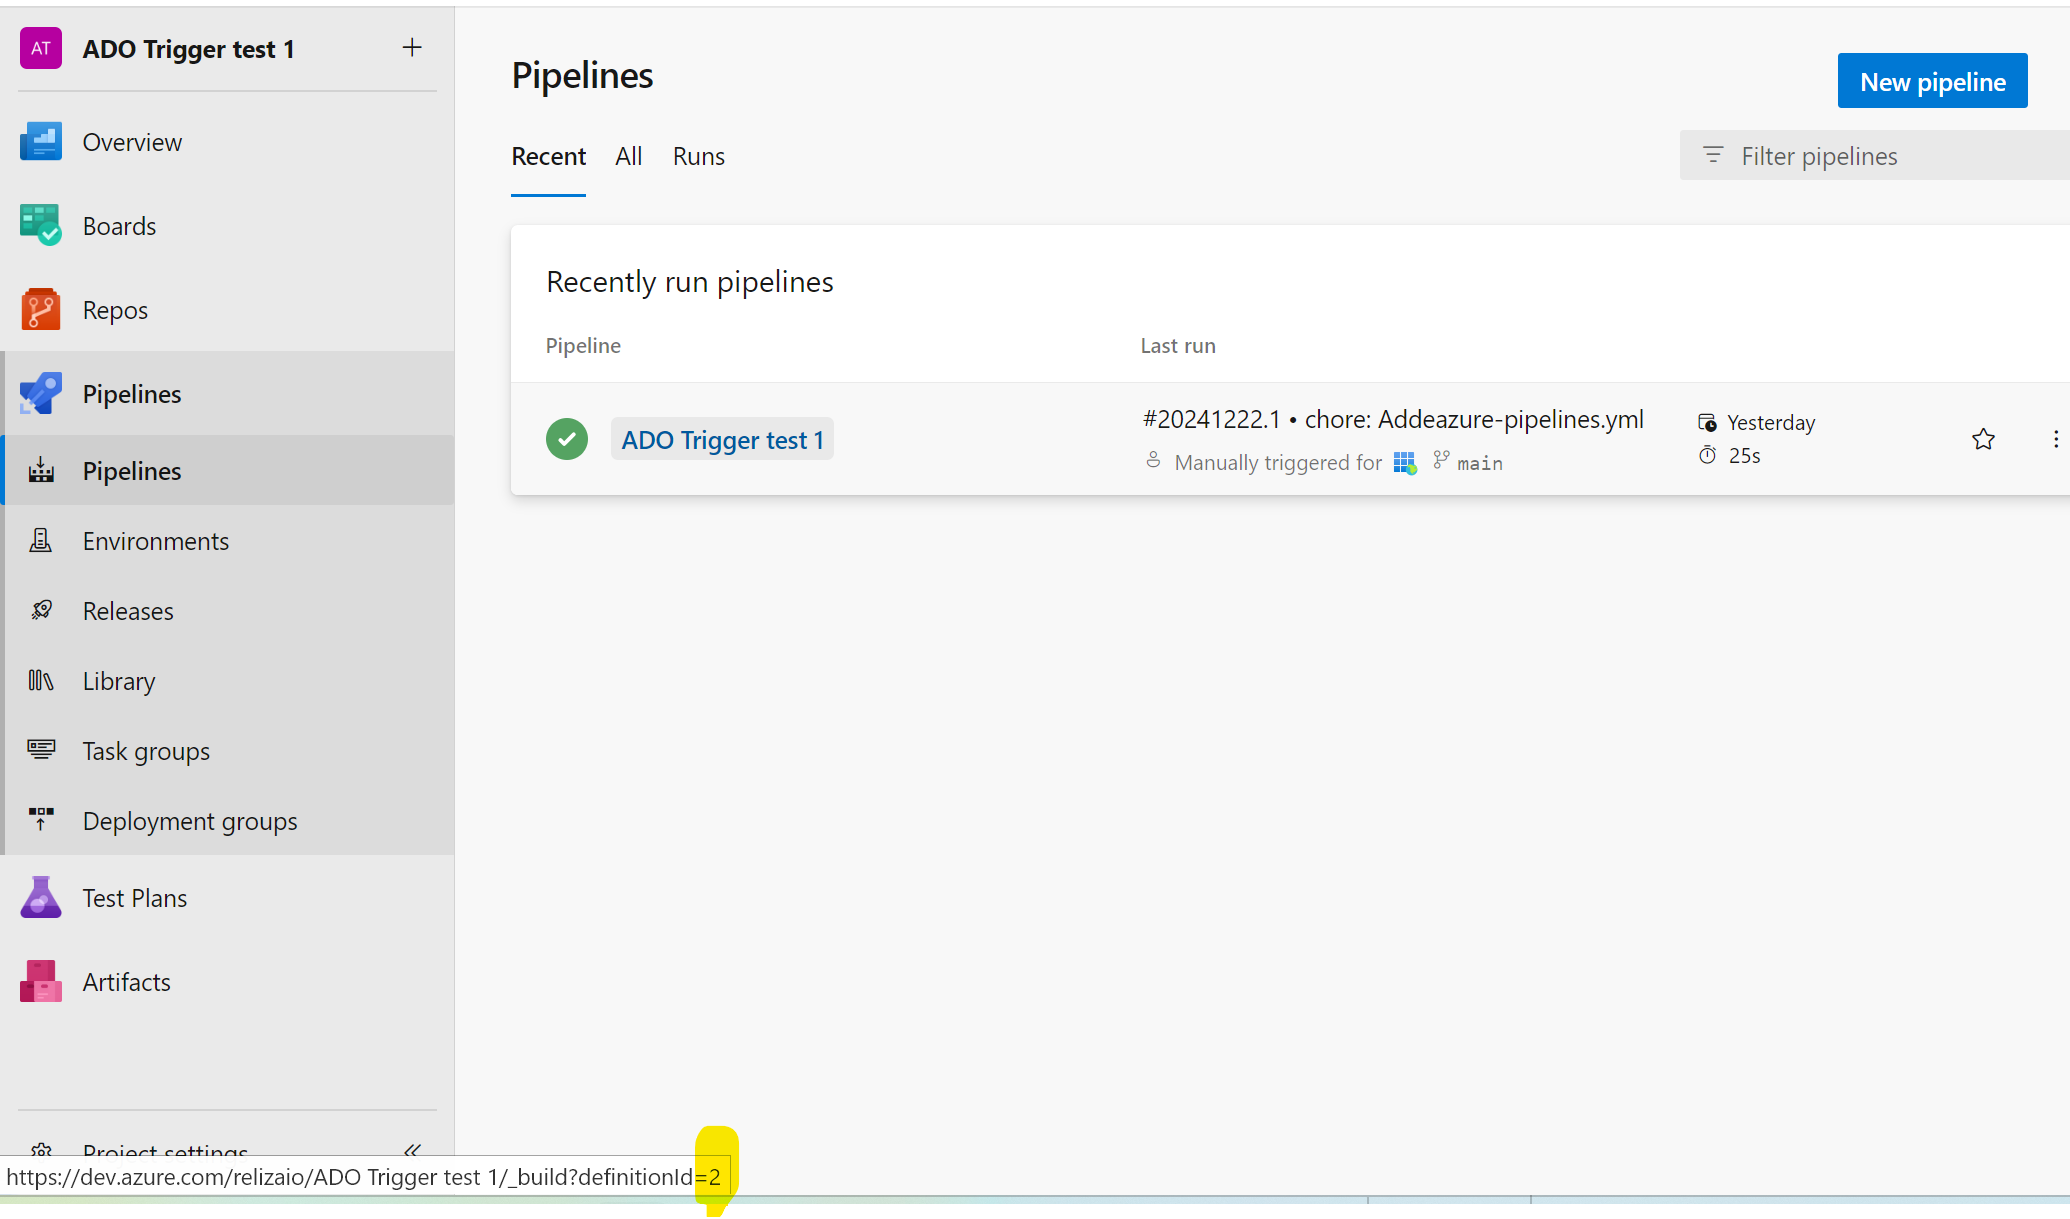 AT ADO Trigger test 1
Overview
Boards
Repos
Pipelines
Pipelines
Environments
Releases
Library
Task groups
Deployment groups
Test Plans
Artifacts
Project settings
https://dev.azure.com/relizaio/ADO Trigger test 1/_build?definitionId=2
Pipelines
New pipeline
Recent All Runs
Filter pipelines
Recently run pipelines
Pipeline Last run
ADO Trigger test 1
#20241222.1 • chore: Addeazure-pipelines.yml
Manually triggered for main
Yesterday
25s